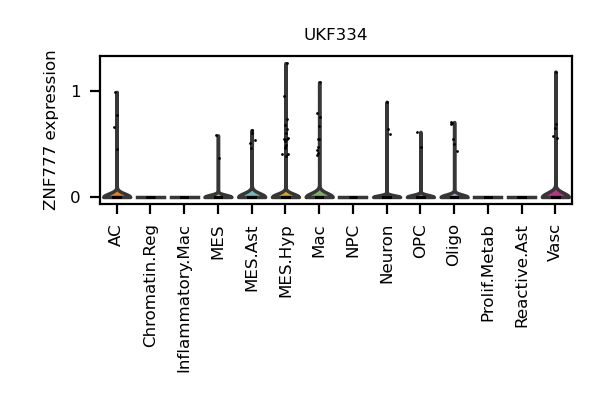 UKF334
ZNF777 expression
1
0
AC
Chromatin.Reg
Inflammatory.Mac
MES
MES.Ast
MES.Hyp
Mac
NPC
Neuron
OPC
Oligo
Prolif.Metab
Reactive.Ast
Vasc